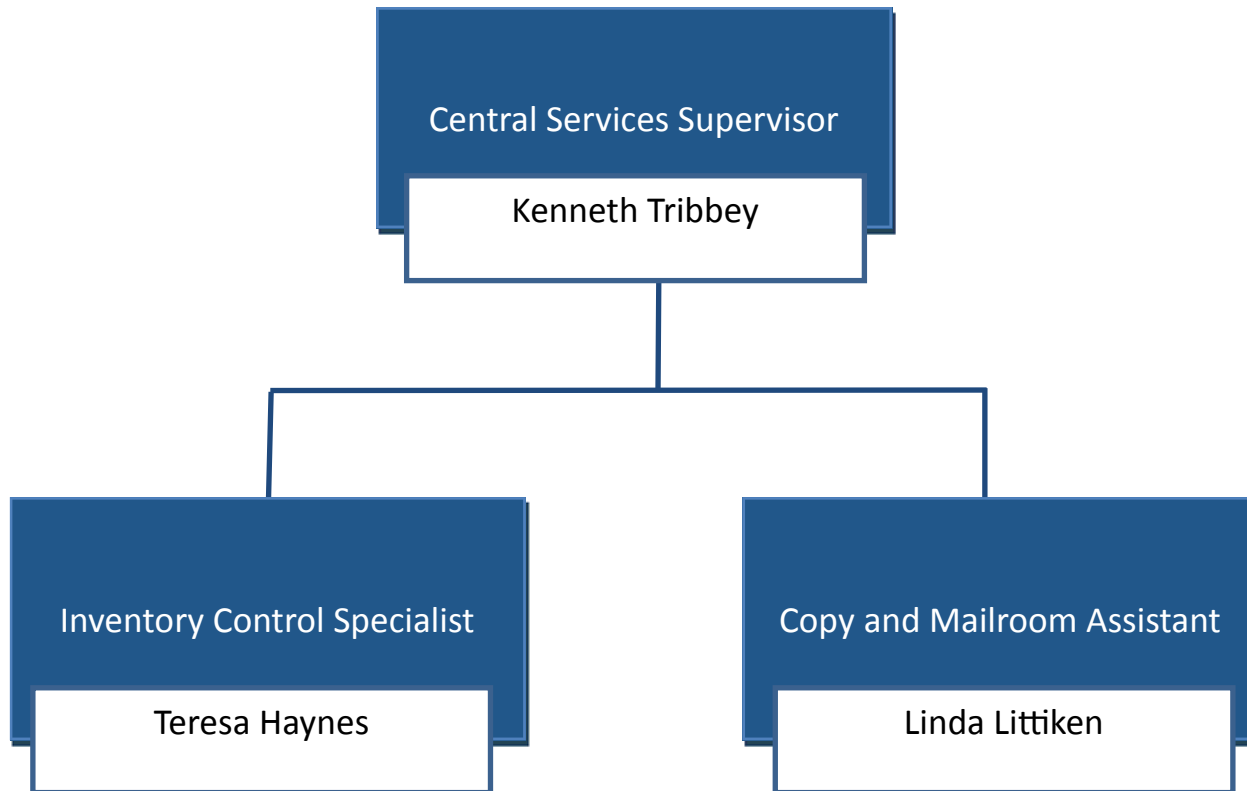 Central Services Supervisor
Kenneth Tribbey
Inventory Control Specialist
Teresa Haynes
Copy and Mailroom Assistant
Linda Littiken